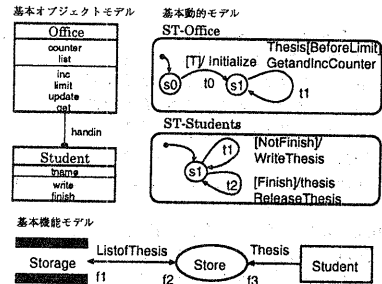 基本オブジェクトモデル
Office
counter
list
inc
limit
update
get
handin
Student
tname
write
finish
基本動的モデル
ST-Office
[T]/ initialize
Thesis[BeforeLimit]
GetandIncCounter
s0
t0
s1
t1
ST-Students
[NotFinish]/
WriteThesis
t1
s1
t2
[Finish]/thesis
ReleaseThesis
基本機能モデル
Storage
ListofThesis
Store
Thesis
Student
f1
f2
f3